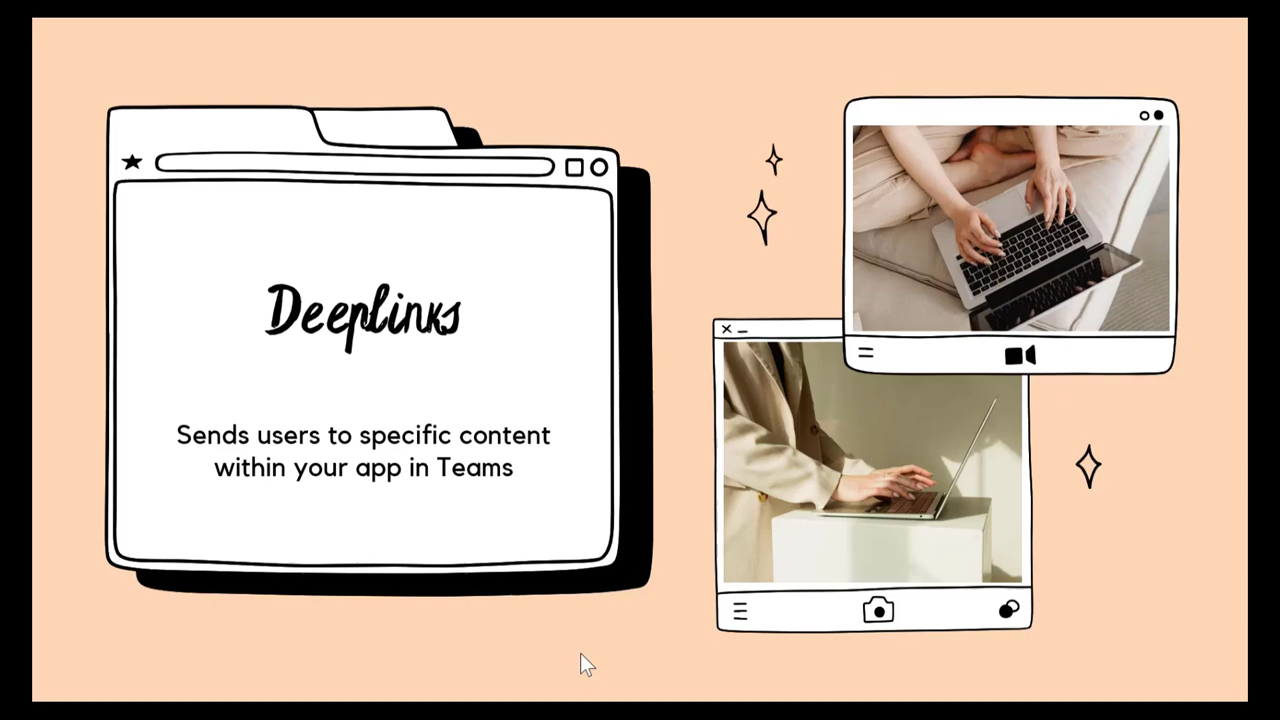 Deeplinks
Sends users to specific content
within your app in Teams